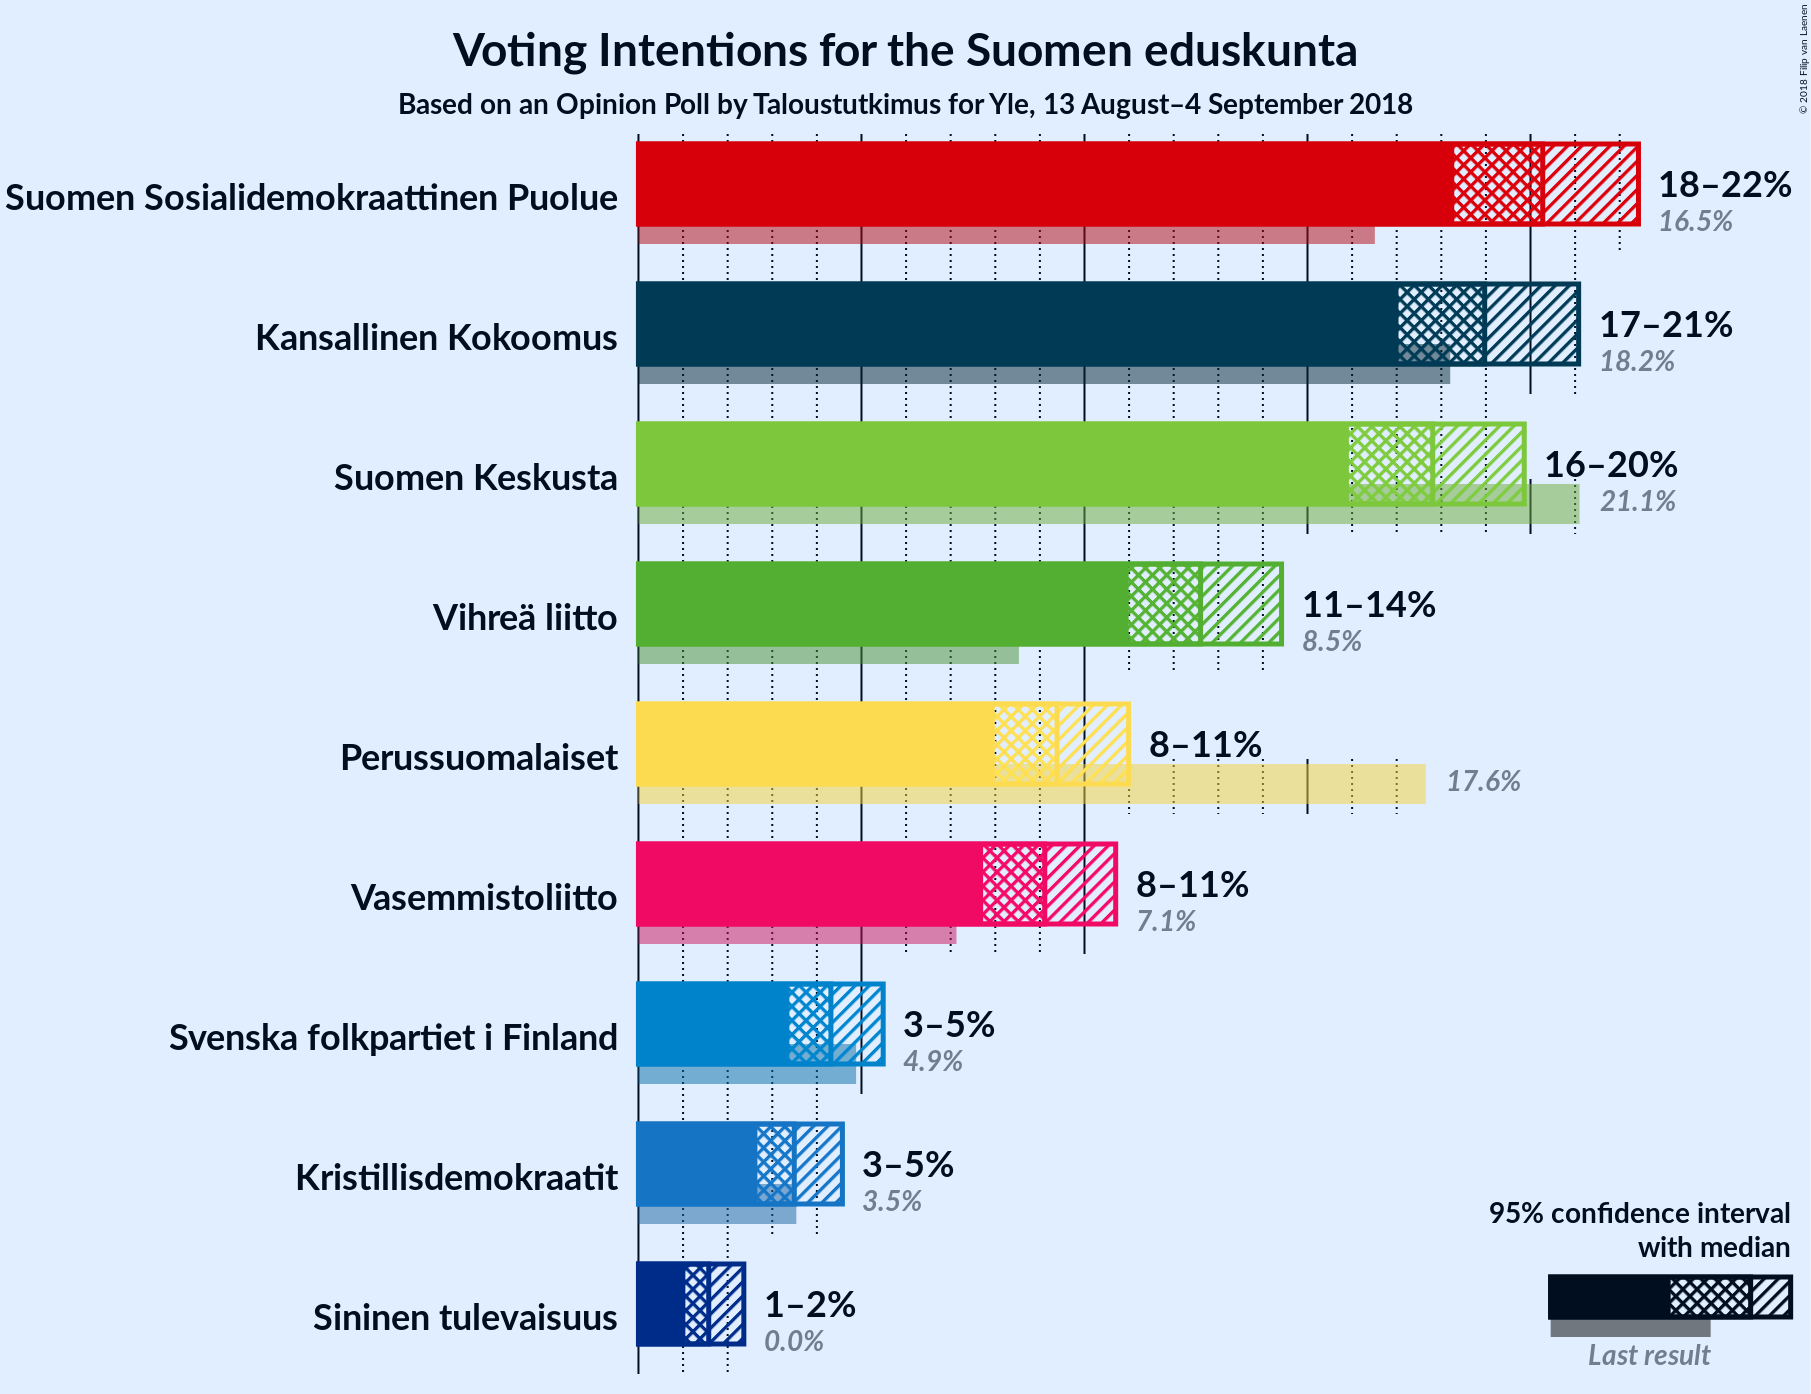 © 2018 Filip van Laenen
Voting Intentions for the Suomen eduskunta
Based on an Opinion Poll by Taloustutkimus for Yle, 13 August–4 September 2018
Suomen Sosialidemokraattinen Puolue
18–22%
16.5%
Kansallinen Kokoomus
17–21%
18.2%
Suomen Keskusta
16–20%
21.1%
Vihreä liitto
11–14%
8.5%
Perussuomalaiset
8–11%
17.6%
Vasemmistoliitto
8–11%
7.1%
Svenska folkpartiet i Finland
3–5%
4.9%
Kristillisdemokraatit
3–5%
3.5%
Sininen tulevaisuus
1–2%
0.0%
95% confidence interval
with median
Last result